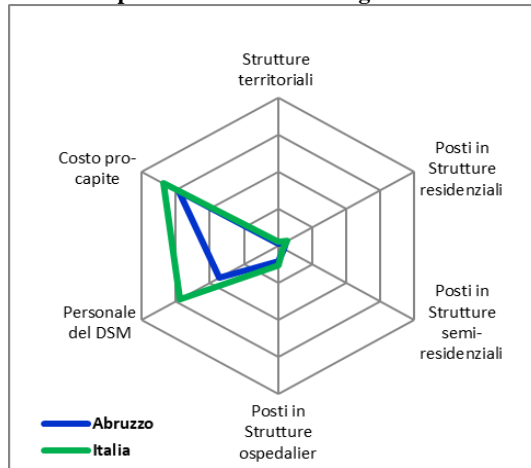 Strutture
territoriali
Posti in
Strutture
residenziali
Posti in
Strutture
semi-
residenziali
Posti in
Strutture
ospedalier
Personale
del DSM
Costo pro-
capite
Abruzzo
Italia